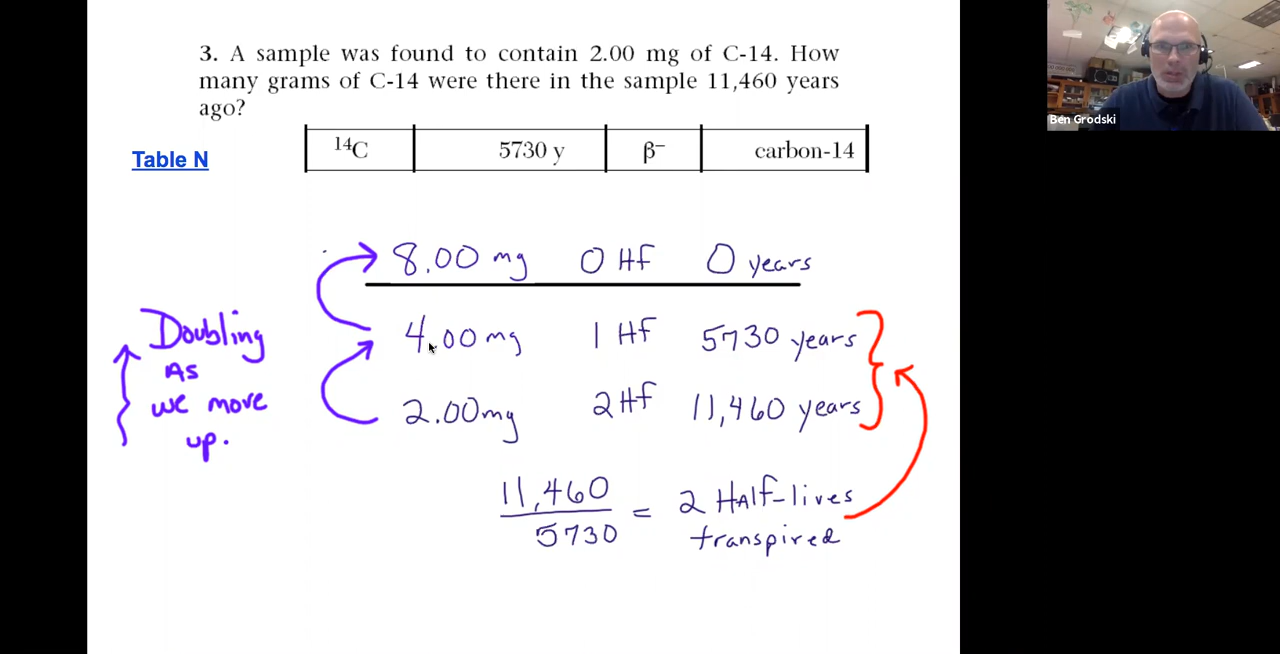 3. A sample was found to contain 2.00 mg of C-14. How
many grams of C-14 were there in the sample 11,460 years
ago?
Table N
¹⁴C 5730 y β⁻ carbon-14
8.00 mg 0 Hf 0 years
4.00 mg 1 Hf 5730 years
2.00mg 2 Hf 11,460 years
Doubling
As
we move
up.
11,460
5730
= 2 HAlf-lives
transpired
Ben Grodski